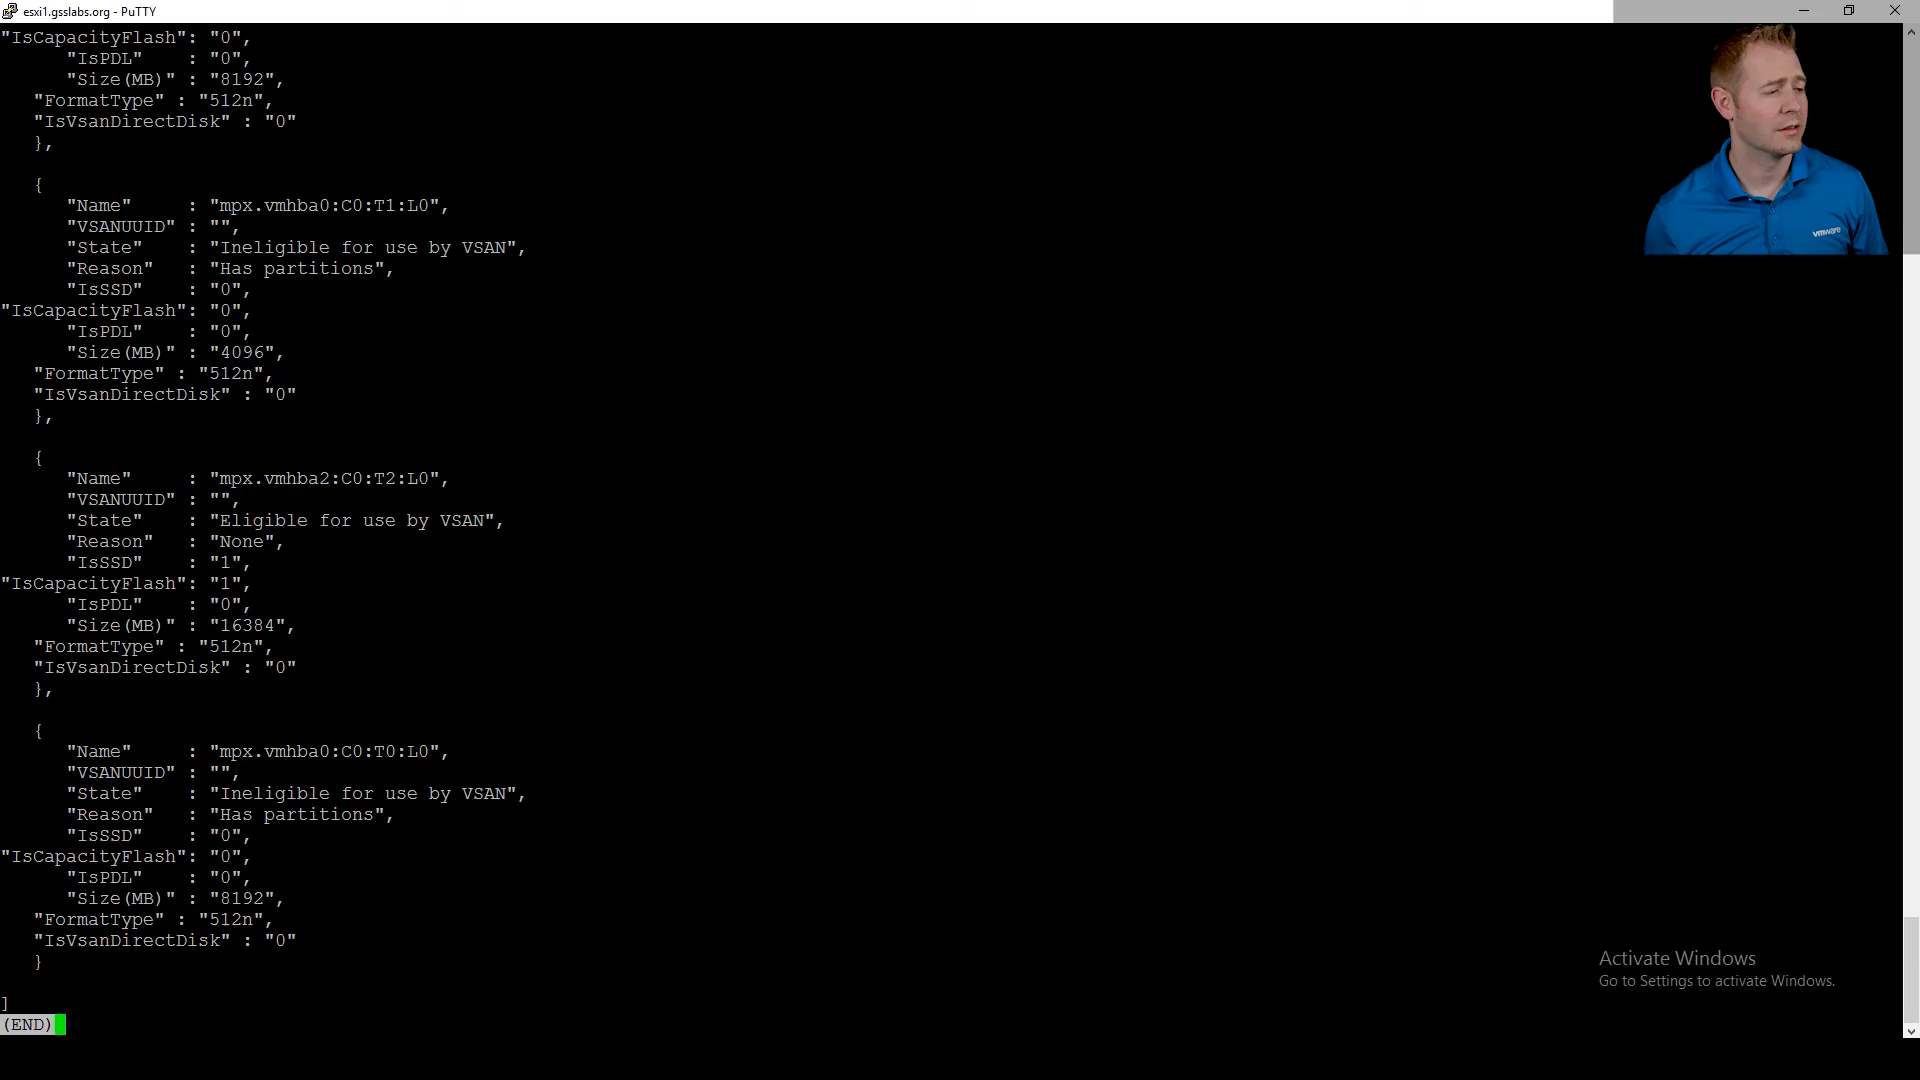 esxi1.gsslabs.org - PuTTY
"IsCapacityFlash": "0",
"IsPDL" : "0",
"Size(MB)" : "8192",
"FormatType" : "512n",
"IsVsanDirectDisk" : "0"
},
{
"Name" : "mpx.vmhba0:C0:T1:L0",
"VSANUUID" : "",
"State" : "Ineligible for use by VSAN",
"Reason" : "Has partitions",
"IsSSD" : "0",
"IsCapacityFlash": "0",
"IsPDL" : "0",
"Size(MB)" : "4096",
"FormatType" : "512n",
"IsVsanDirectDisk" : "0"
},
{
"Name" : "mpx.vmhba2:C0:T2:L0",
"VSANUUID" : "",
"State" : "Eligible for use by VSAN",
"Reason" : "None",
"IsSSD" : "1",
"IsCapacityFlash": "1",
"IsPDL" : "0",
"Size(MB)" : "16384",
"FormatType" : "512n",
"IsVsanDirectDisk" : "0"
},
{
"Name" : "mpx.vmhba0:C0:T0:L0",
"VSANUUID" : "",
"State" : "Ineligible for use by VSAN",
"Reason" : "Has partitions",
"IsSSD" : "0",
"IsCapacityFlash": "0",
"IsPDL" : "0",
"Size(MB)" : "8192",
"FormatType" : "512n",
"IsVsanDirectDisk" : "0"
}
]
(END)
vmware
Activate Windows
Go to Settings to activate Windows.